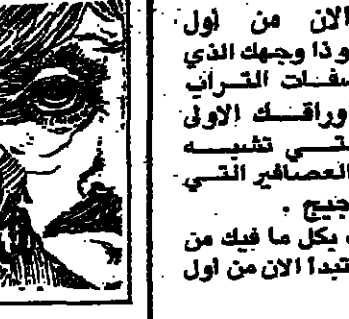 الان من اول
وذا وجهك الذي
سفلت التراب
وراقك الاولى
تي تشبه
العصافير التي
جيج .
بكل ما فيك من
تبدأ الان من اول